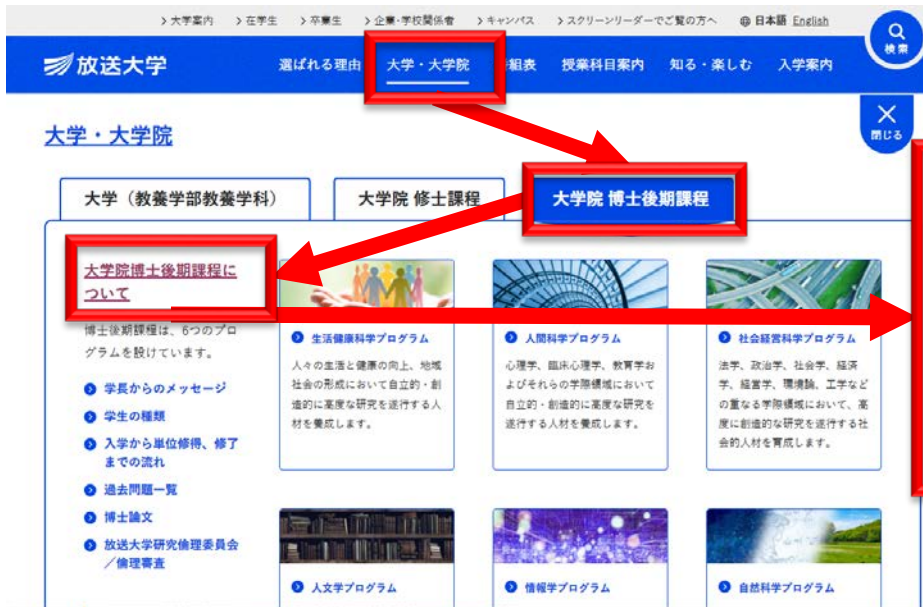 >大学案内 >在学生 >卒業生 >企業・学校関係者 >キャンパス >スクリーンリーダーでご覧の方へ 日本語 English
検索
放送大学 選ばれる理由 大学・大学院 組表 授業科目案内 知る・楽しむ 入学案内
閉じる
大学・大学院
大学（教養学部教養学科） 大学院 修士課程 大学院 博士後期課程
大学院博士後期課程に
ついて
博士後期課程は、6つのプロ
グラムを設けています。
学長からのメッセージ
学生の種類
入学から単位修得、修了
までの流れ
過去問題一覧
博士論文
放送大学研究倫理委員会
／倫理審査
生活健康科学プログラム
人々の生活と健康の向上、地域
社会の形成において自立的・創
造的に高度な研究を遂行する人
材を養成します。
人間科学プログラム
心理学、臨床心理学、教育学お
よびそれらの学際領域において
自立的・創造的に高度な研究を
遂行する人材を養成します。
社会経営科学プログラム
法学、政治学、社会学、経済
学、経営学、環境論、工学など
の重なる学際領域において、高
度に創造的な研究を遂行する社
会的人材を育成します。
人文学プログラム
情報学プログラム
自然科学プログラム